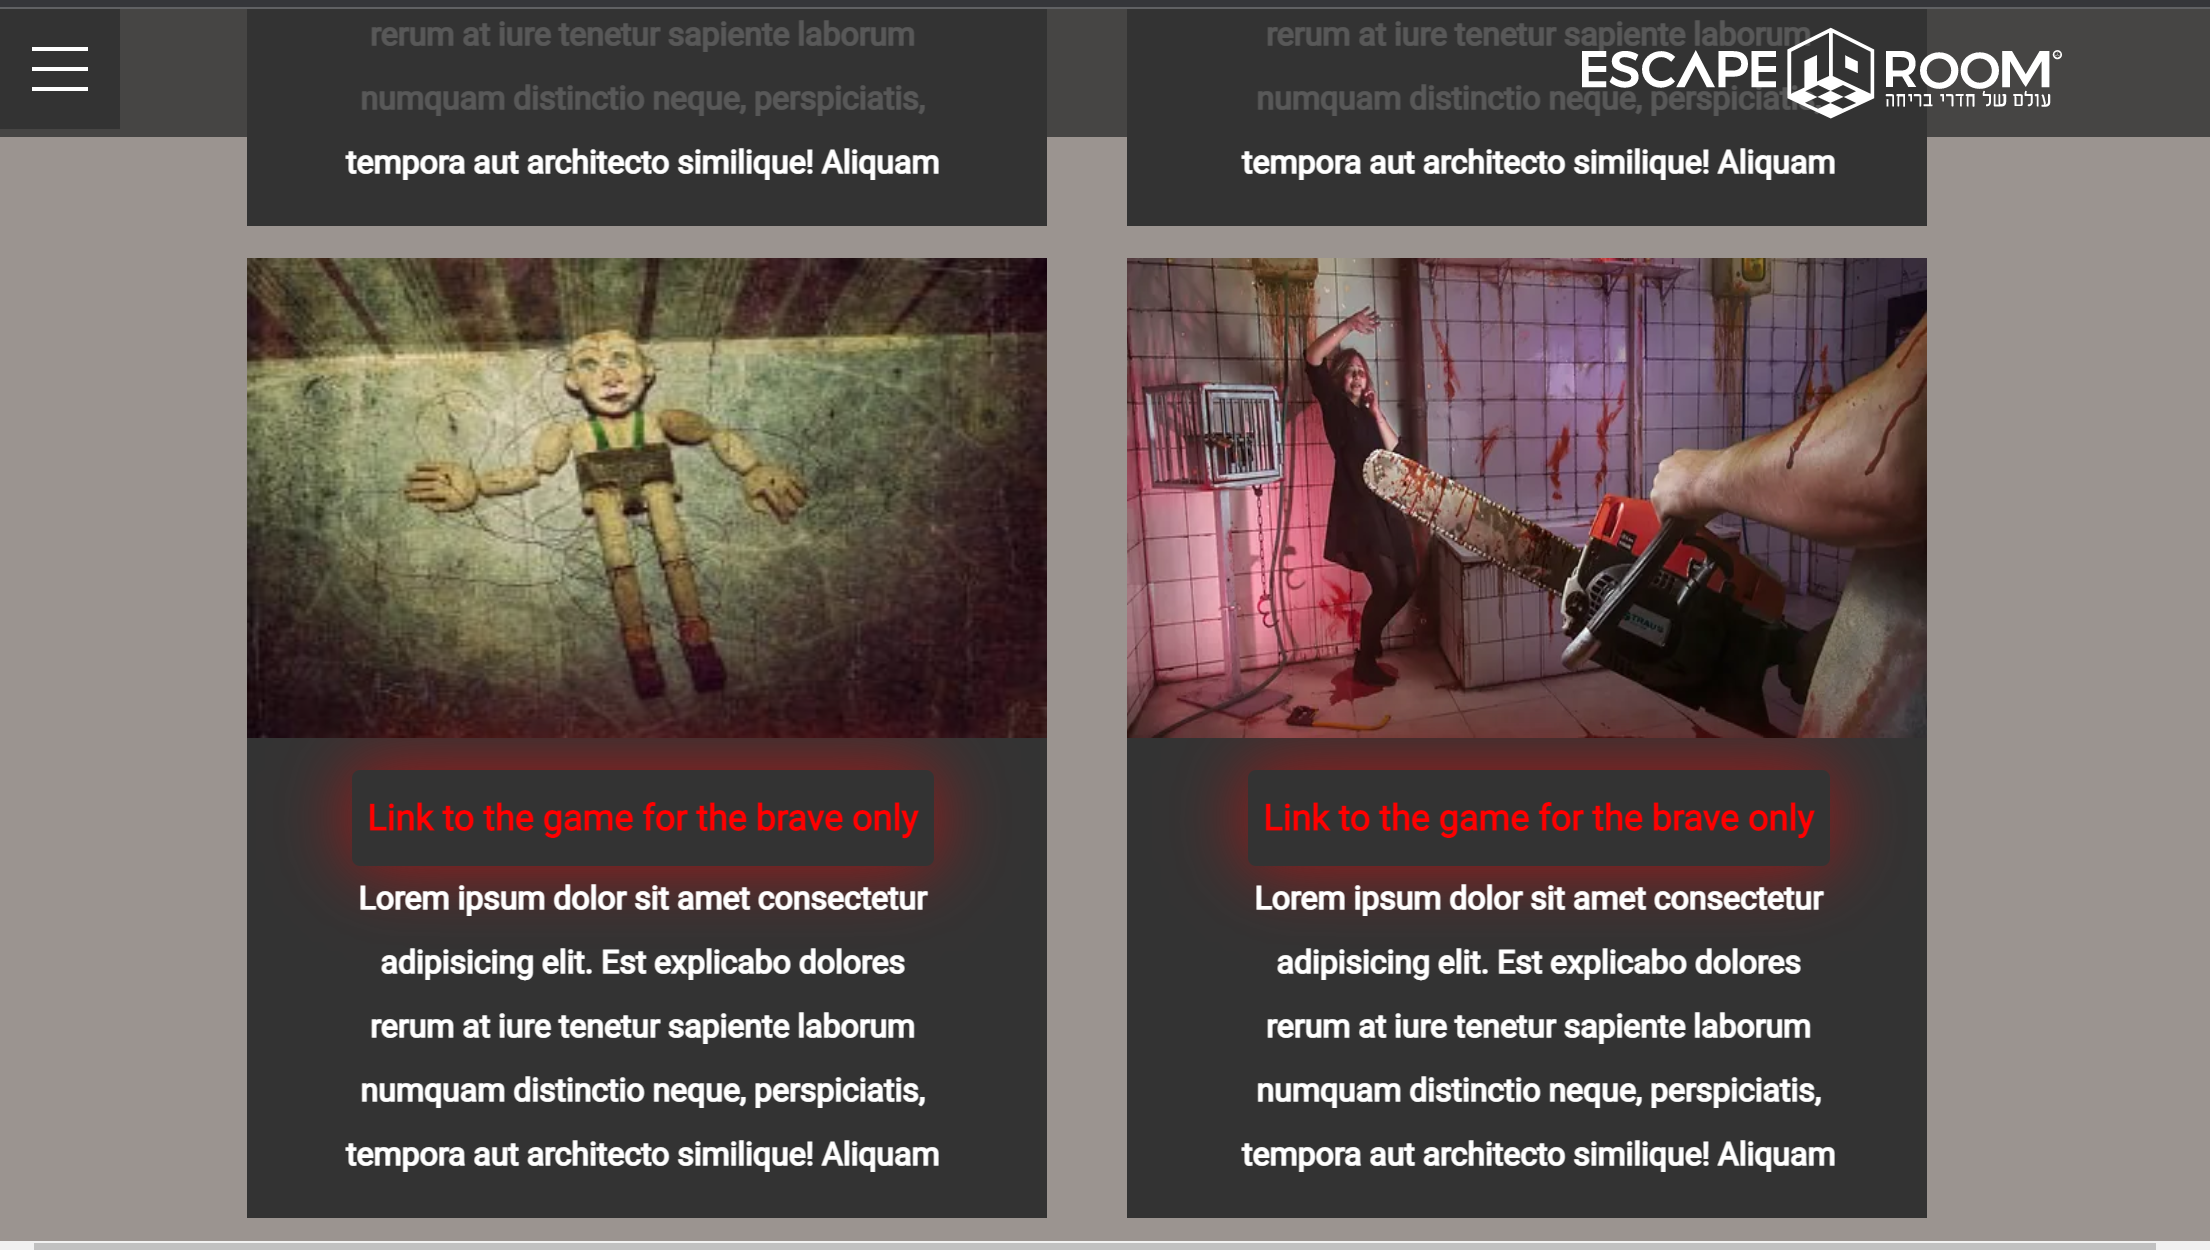 rerum at iure tenetur sapiente laborum
numquam distinctio neque, perspiciatis,
tempora aut architecto similique! Aliquam
rerum at iure tenetur sapiente laborum
numquam distinctio neque, perspiciatis,
tempora aut architecto similique! Aliquam
ESCAPE ROOM
עולם של חדרי בריחה
Link to the game for the brave only
Lorem ipsum dolor sit amet consectetur
adipisicing elit. Est explicabo dolores
rerum at iure tenetur sapiente laborum
numquam distinctio neque, perspiciatis,
tempora aut architecto similique! Aliquam
Link to the game for the brave only
Lorem ipsum dolor sit amet consectetur
adipisicing elit. Est explicabo dolores
rerum at iure tenetur sapiente laborum
numquam distinctio neque, perspiciatis,
tempora aut architecto similique! Aliquam